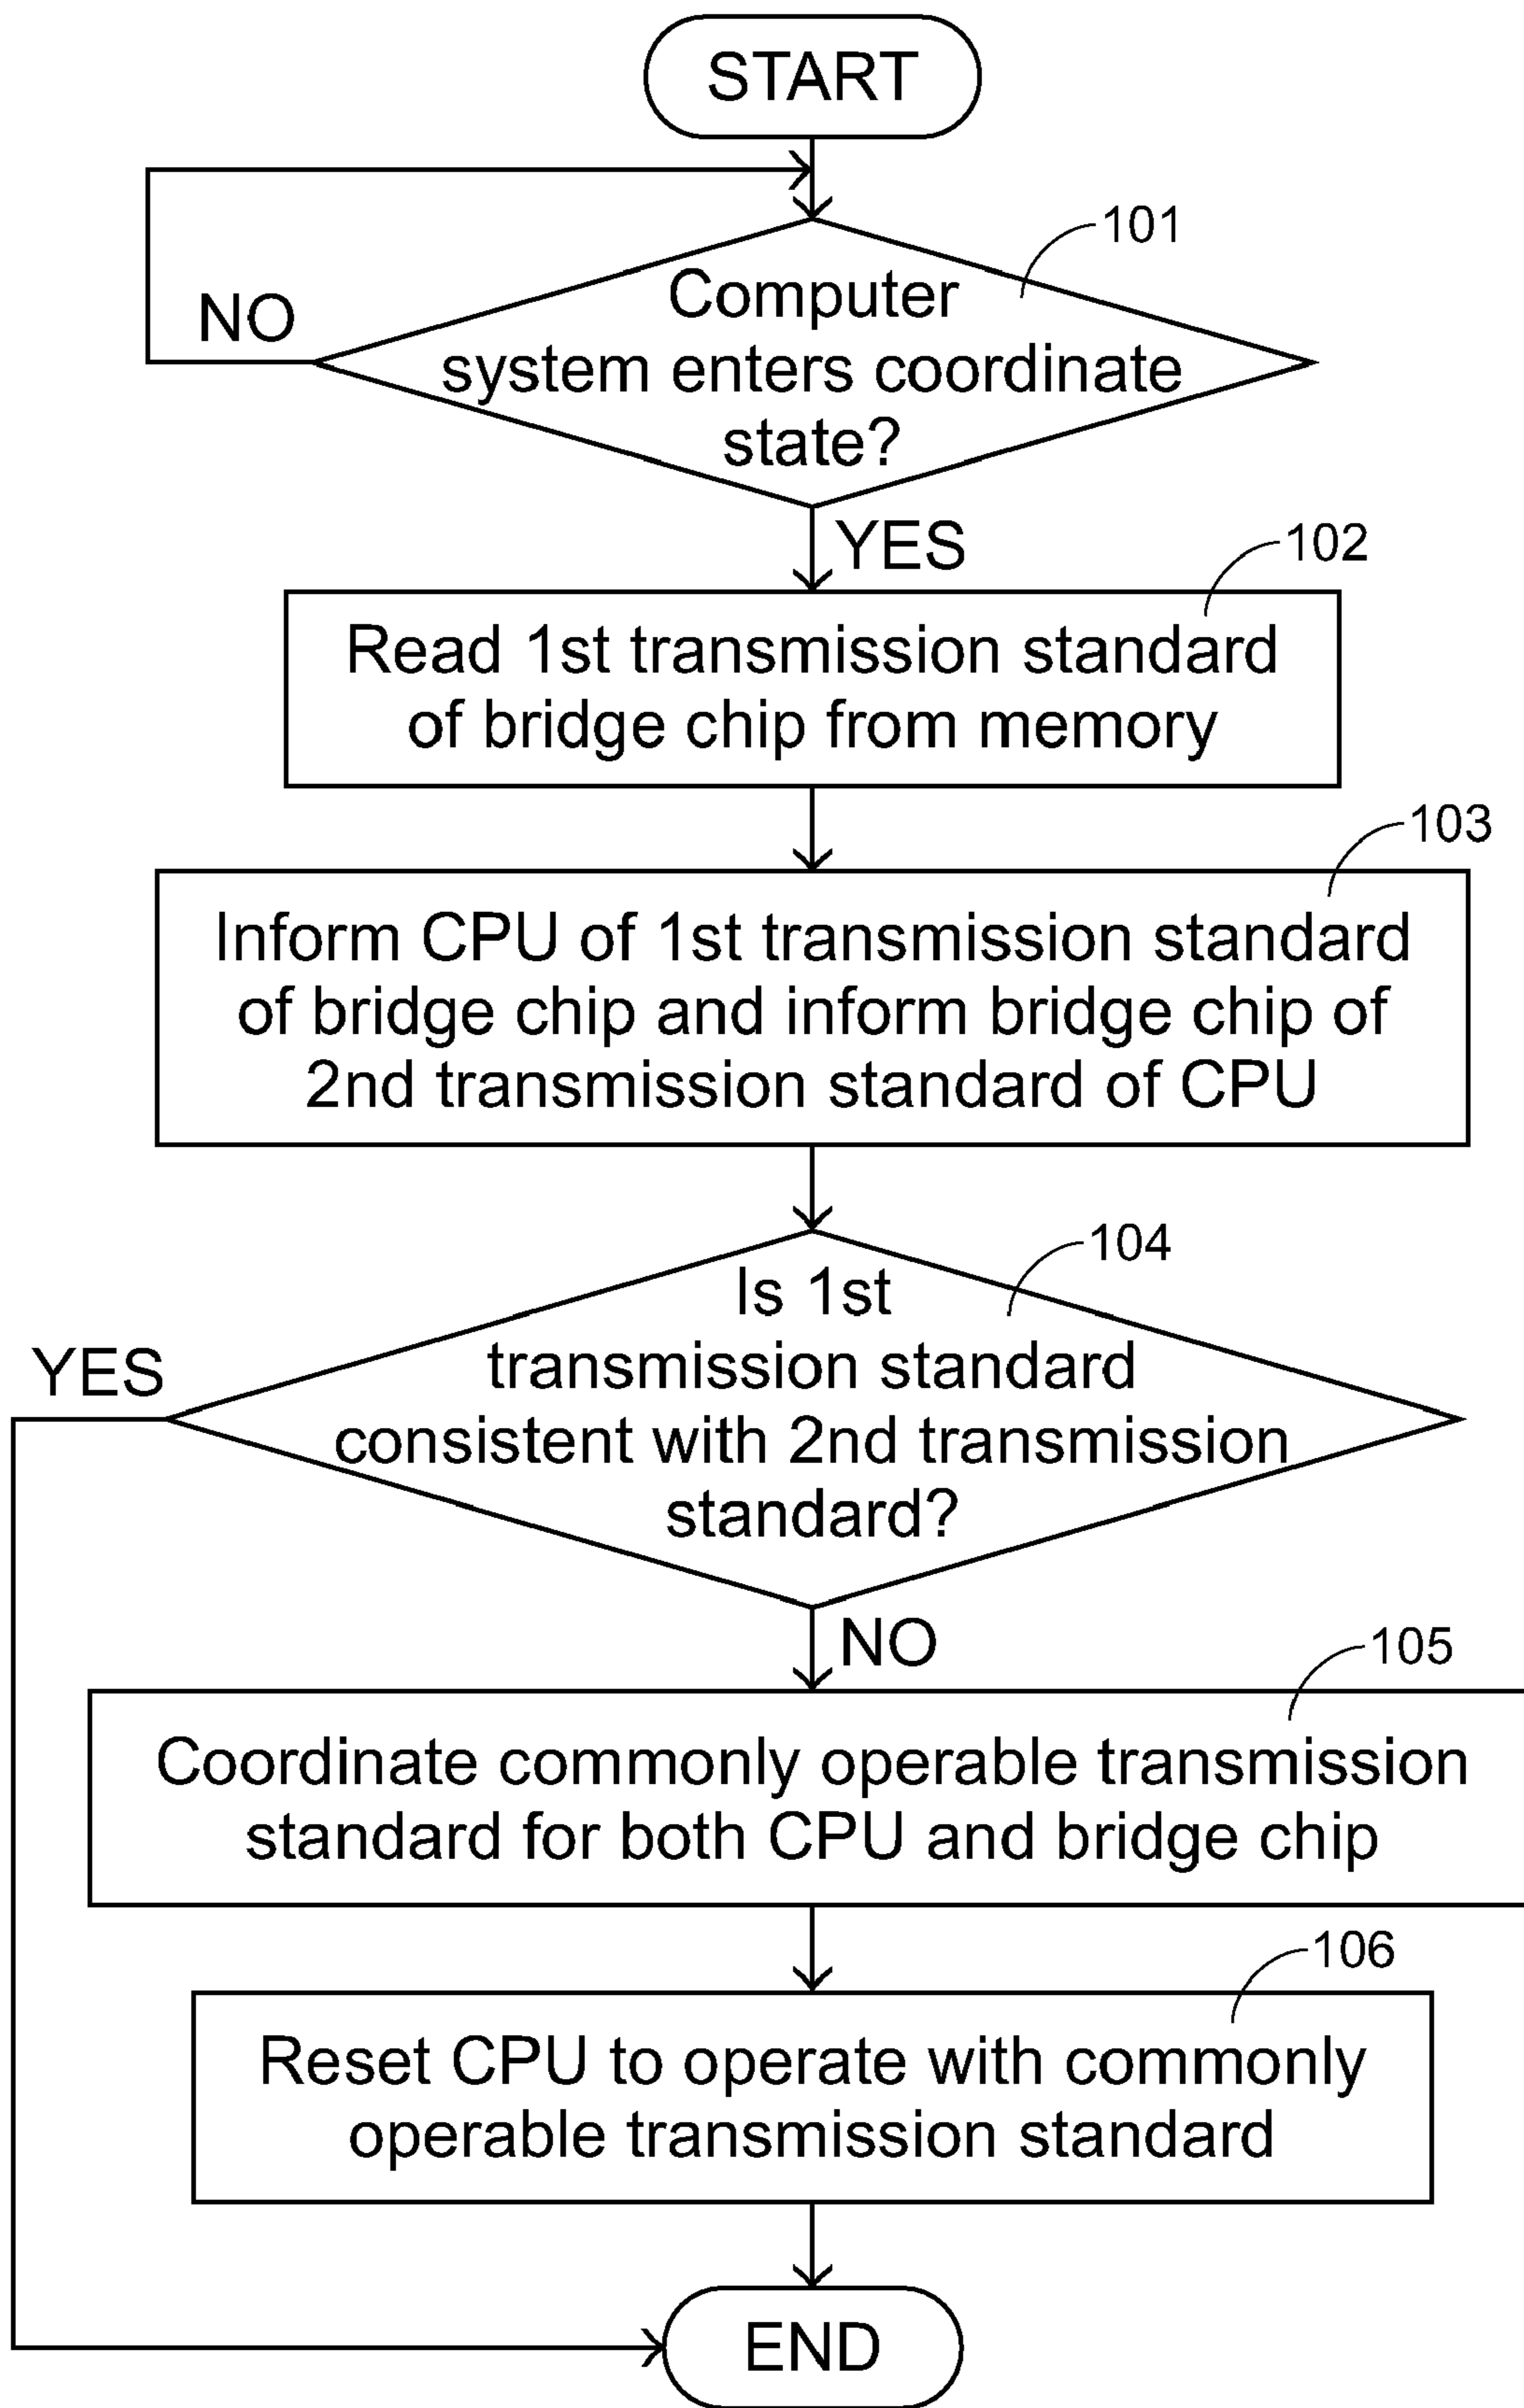 START
101
Computer
system enters coordinate
state?
NO
YES
102
Read 1st transmission standard
of bridge chip from memory
103
Inform CPU of 1st transmission standard
of bridge chip and inform bridge chip of
2nd transmission standard of CPU
104
Is 1st
transmission standard
consistent with 2nd transmission
standard?
YES
NO
105
Coordinate commonly operable transmission
standard for both CPU and bridge chip
106
Reset CPU to operate with commonly
operable transmission standard
END